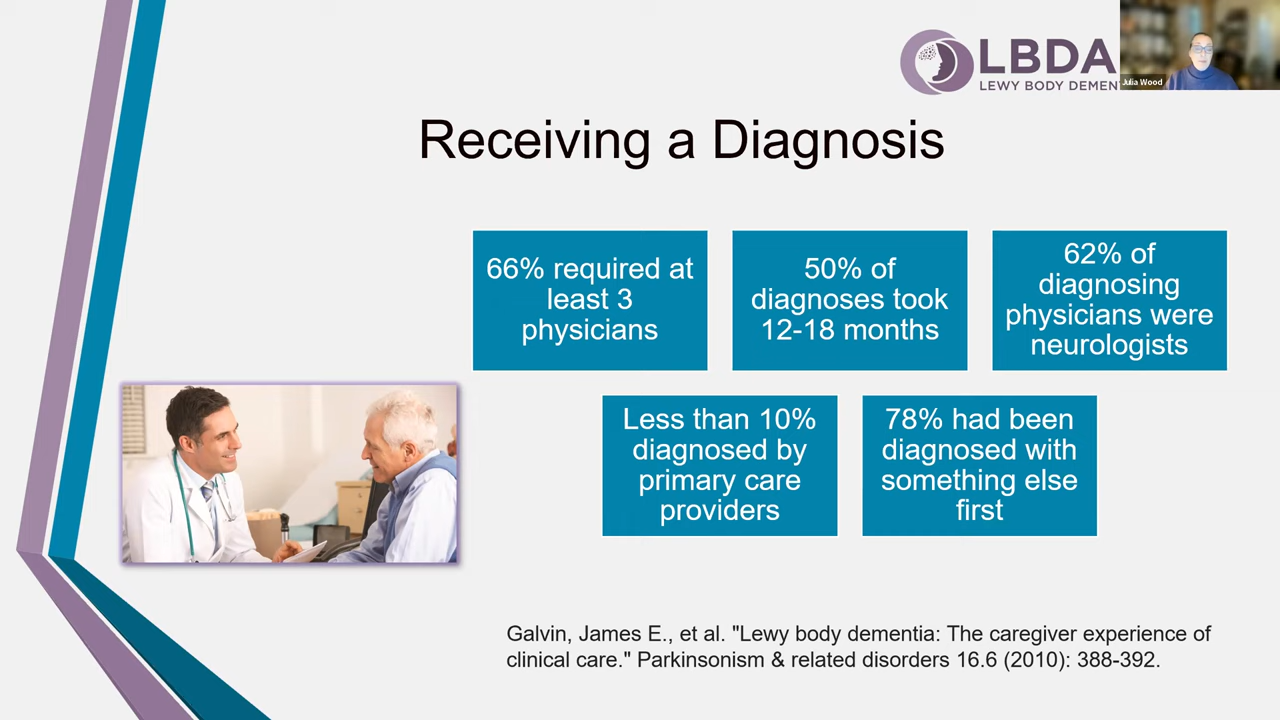 LBDA
LEWY BODY DEMEN
Julia Wood
Receiving a Diagnosis
66% required at
least 3
physicians
50% of
diagnoses took
12-18 months
62% of
diagnosing
physicians were
neurologists
Less than 10%
diagnosed by
primary care
providers
78% had been
diagnosed with
something else
first
Galvin, James E., et al. "Lewy body dementia: The caregiver experience of
clinical care." Parkinsonism & related disorders 16.6 (2010): 388-392.